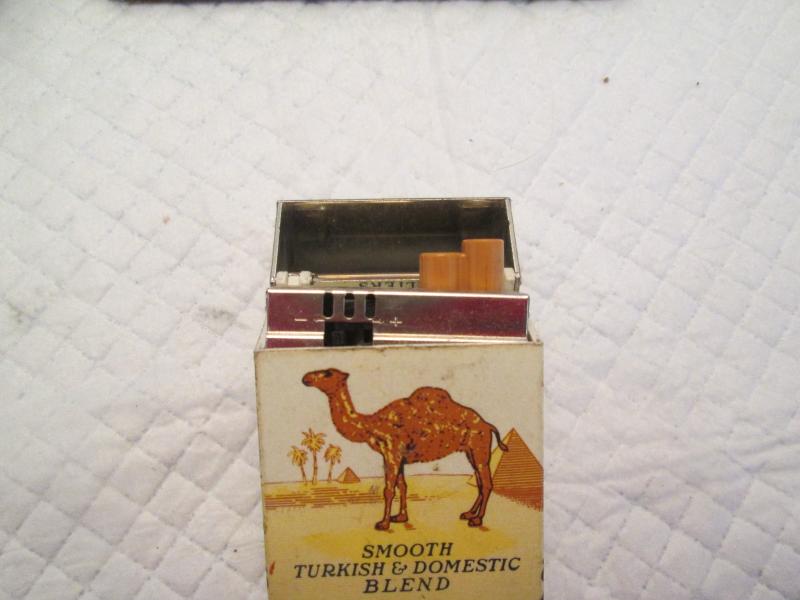 - +
SMOOTH
TURKISH & DOMESTIC
BLEND